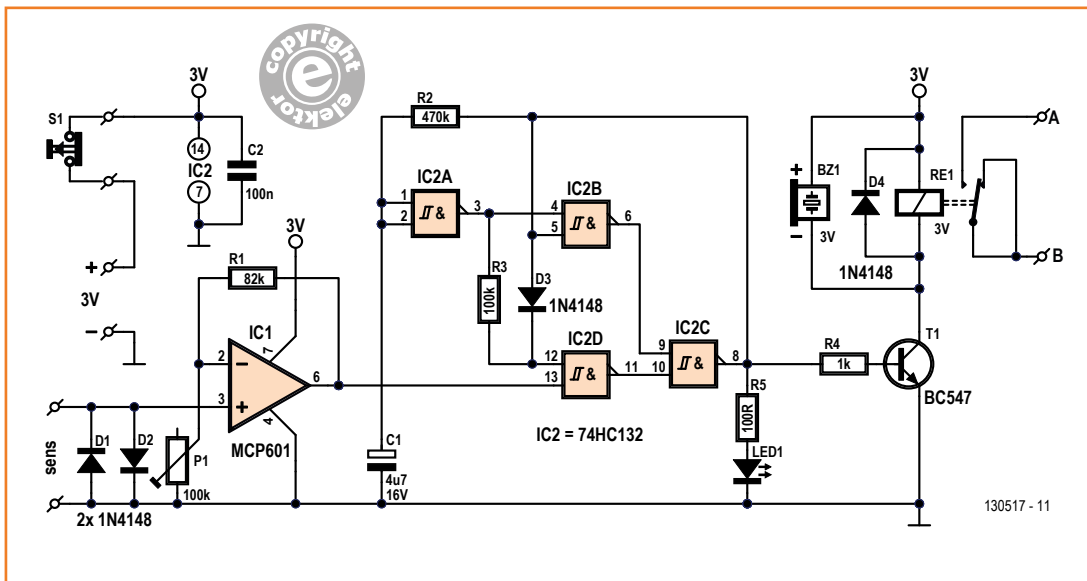 copyright
e
elektor
3V
S1
14
IC2
7
C2
100n
+
3V
−
R1
82k
3V
IC1
2
3
7
4
6
−
+
MCP601
sens
D1
D2
P1
100k
2x 1N4148
R2
470k
IC2A
1
2
&
3
IC2B
4
5
&
6
R3
100k
D3
1N4148
IC2D
12
13
&
11
IC2C
9
10
&
8
IC2 = 74HC132
C1
4u7
16V
R5
100R
LED1
R4
1k
T1
BC547
3V
+
BZ1
−
3V
D4
1N4148
RE1
3V
A
B
130517 - 11